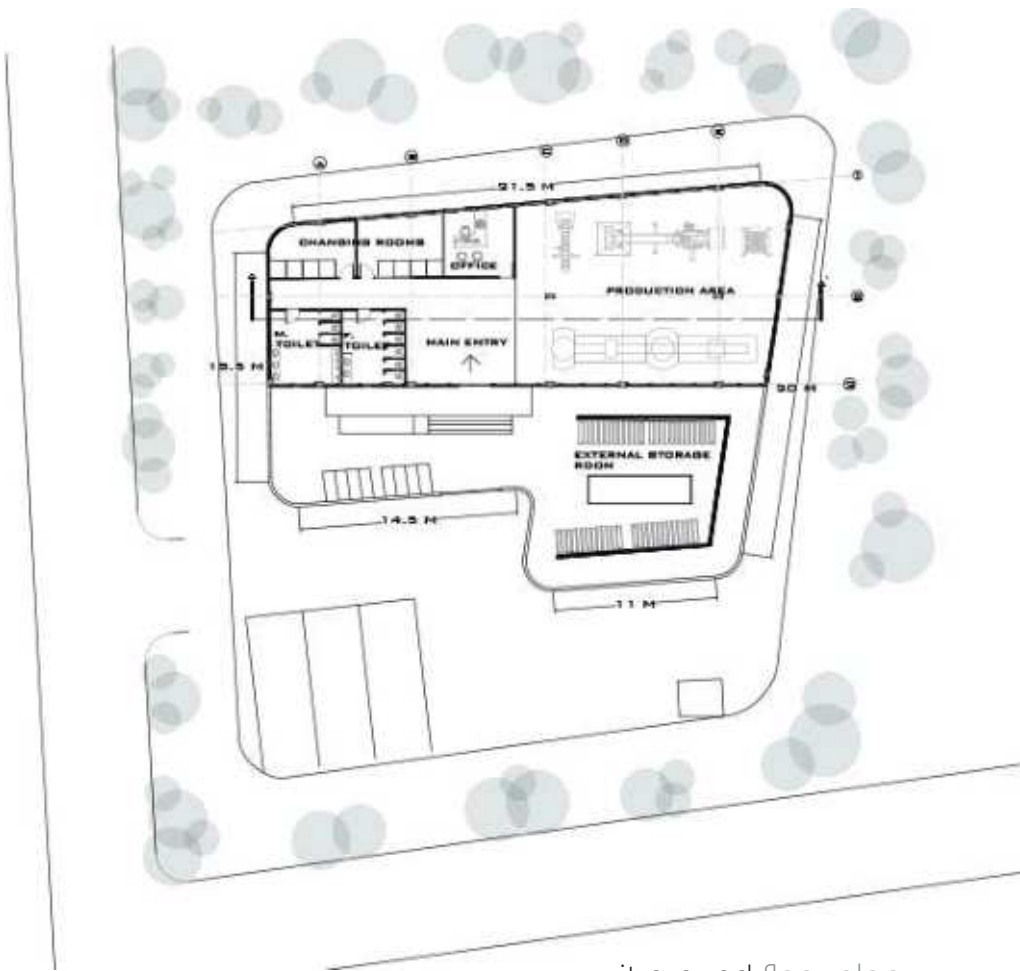 31.5 M
CHANGING ROOMS
OFFICE
PRODUCTION AREA
M. TOILET
F. TOILET
MAIN ENTRY
15.5 M
EXTERNAL STORAGE
ROOM
14.5 M
11 M